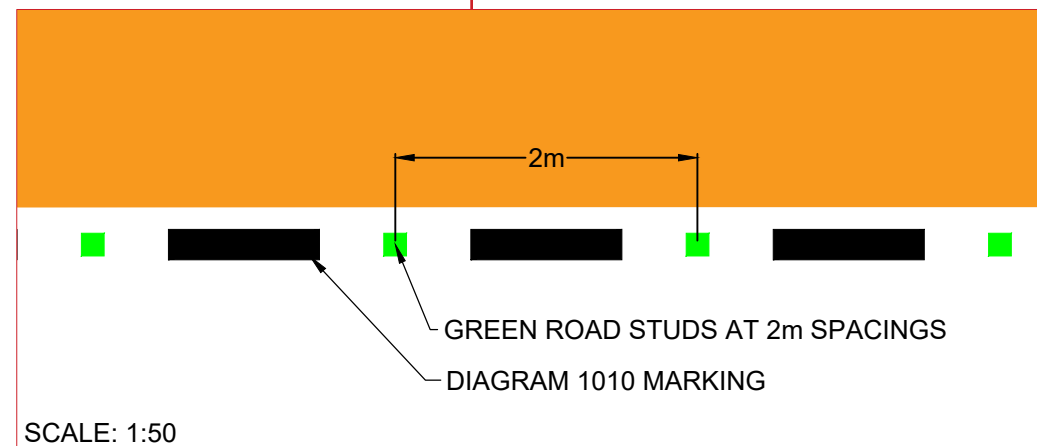 2m
GREEN ROAD STUDS AT 2m SPACINGS
DIAGRAM 1010 MARKING
SCALE: 1:50